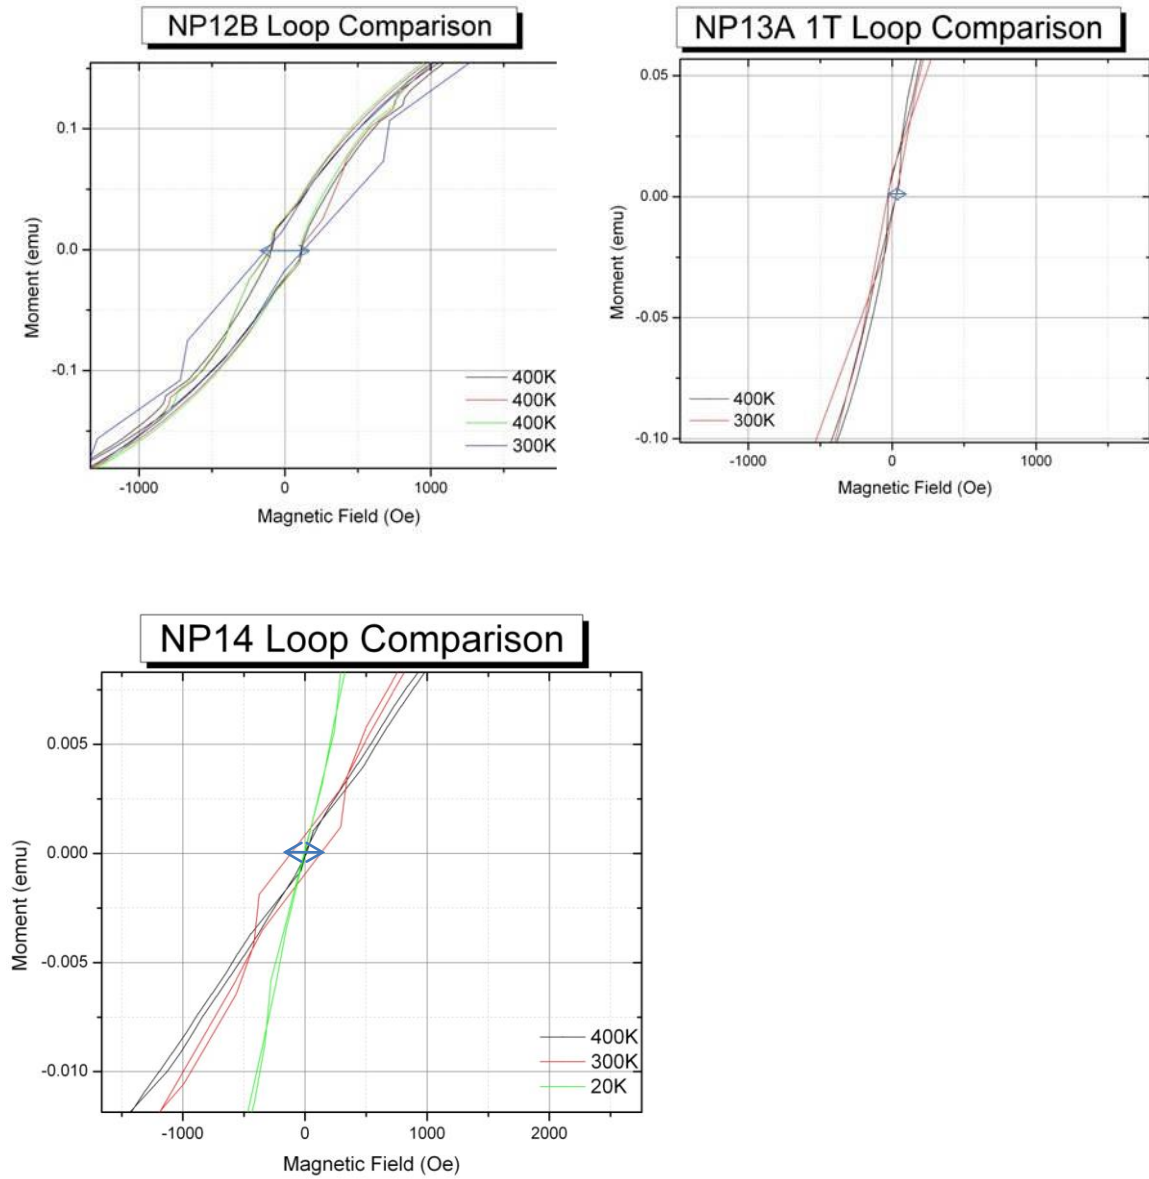 NP12B Loop Comparison
0.1
0.0
-0.1
Moment (emu)
400K
400K
400K
300K
-1000
0
1000
Magnetic Field (Oe)
NP13A 1T Loop Comparison
0.05
0.00
-0.05
-0.10
Moment (emu)
400K
300K
-1000
0
1000
Magnetic Field (Oe)
NP14 Loop Comparison
0.005
0.000
-0.005
-0.010
Moment (emu)
400K
300K
20K
-1000
0
1000
2000
Magnetic Field (Oe)